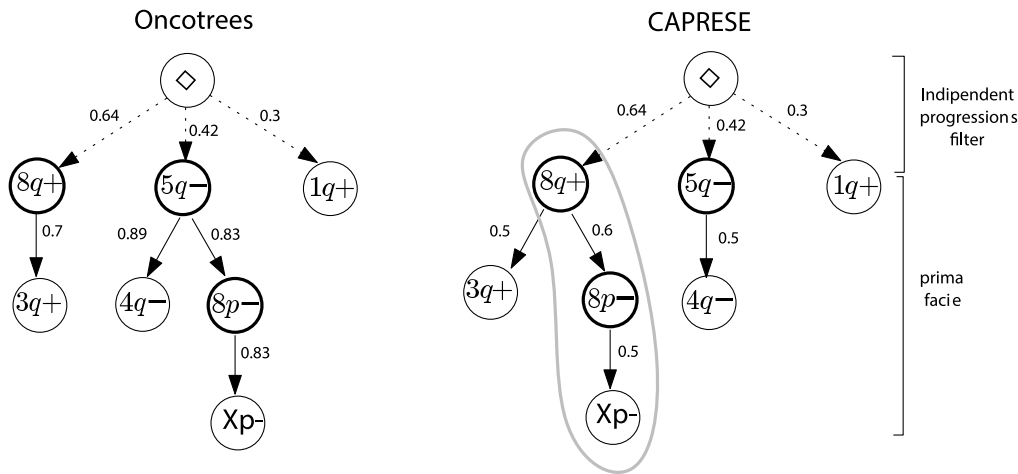 Oncotrees
0.64
0.42
0.3
8q+
5q−
1q+
0.7
0.89
0.83
3q+
4q−
8p−
0.83
Xp-
CAPRESE
0.64
0.42
0.3
8q+
5q−
1q+
0.5
0.6
0.5
3q+
8p−
4q−
0.5
Xp-
Indipendent
progressions
filter
prima
facie